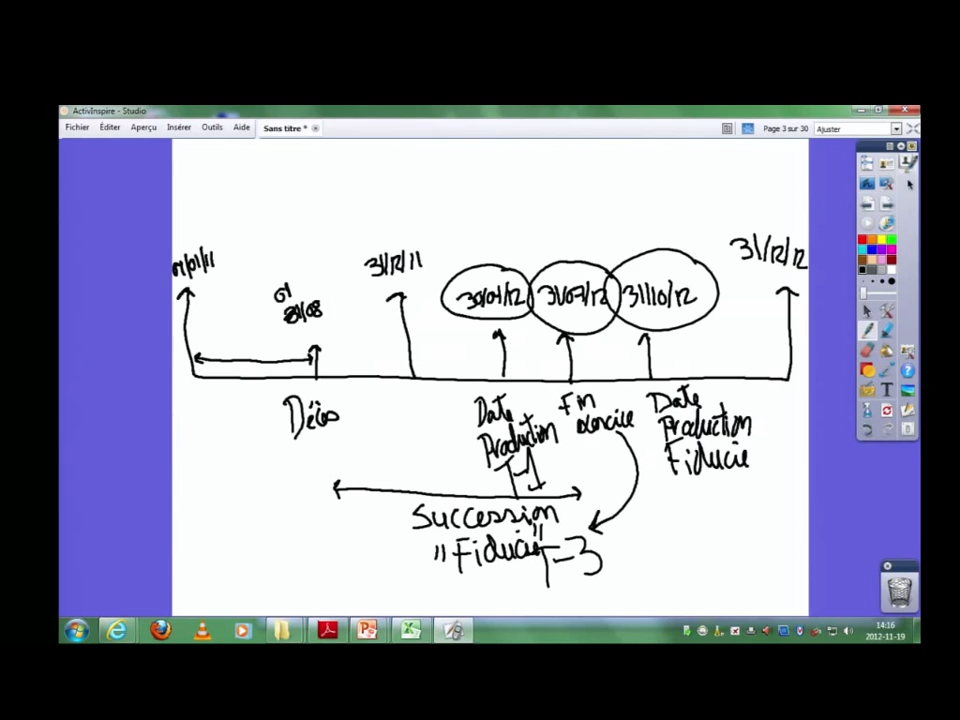 ActivInspire - Studio
Fichier Éditer Aperçu Insérer Outils Aide Sans titre * Page 3 sur 30 Ajuster
01/01/11
01
31/12/11
30/04/12 31/07/12 31/10/12
31/12/12
Décès
Date
Production
T-1
Fin
exercice
Date
Production
Fiducie
Succession
"Fiducie"
T-3
14:16
2012-11-19